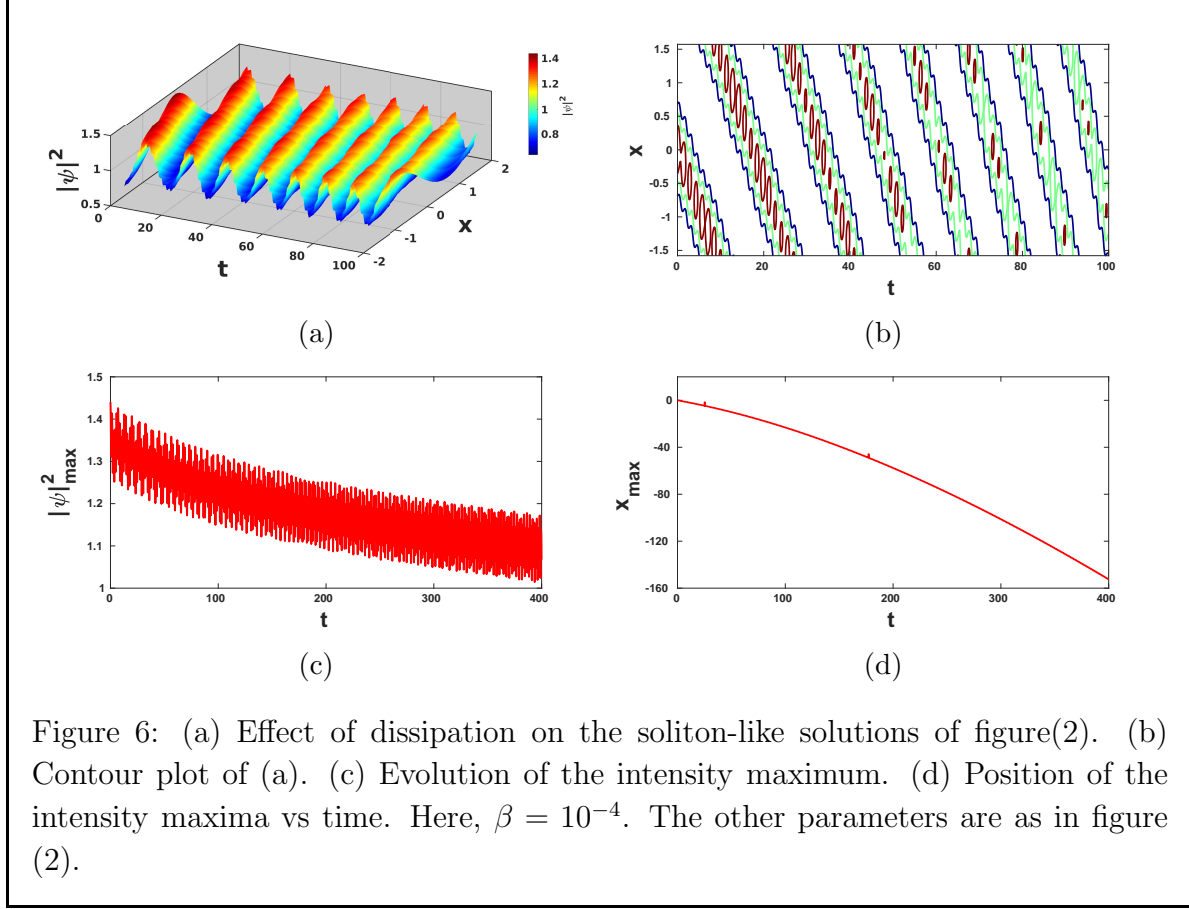 1.5
1
0.5
|ψ|²
0
20
40
60
80
100
t
-2
-1
0
1
2
x
1.4
1.2
1
0.8
|ψ|²
(a)
1.5
1
0.5
0
-0.5
-1
-1.5
x
0 20 40 60 80 100
t
(b)
1.5
1.4
1.3
1.2
1.1
1
|ψ|²max
0 100 200 300 400
t
(c)
0
-40
-80
-120
-160
xmax
0 100 200 300 400
t
(d)
Figure 6: (a) Effect of dissipation on the soliton-like solutions of figure(2). (b)
Contour plot of (a). (c) Evolution of the intensity maximum. (d) Position of the
intensity maxima vs time. Here, β = 10⁻⁴. The other parameters are as in figure
(2).